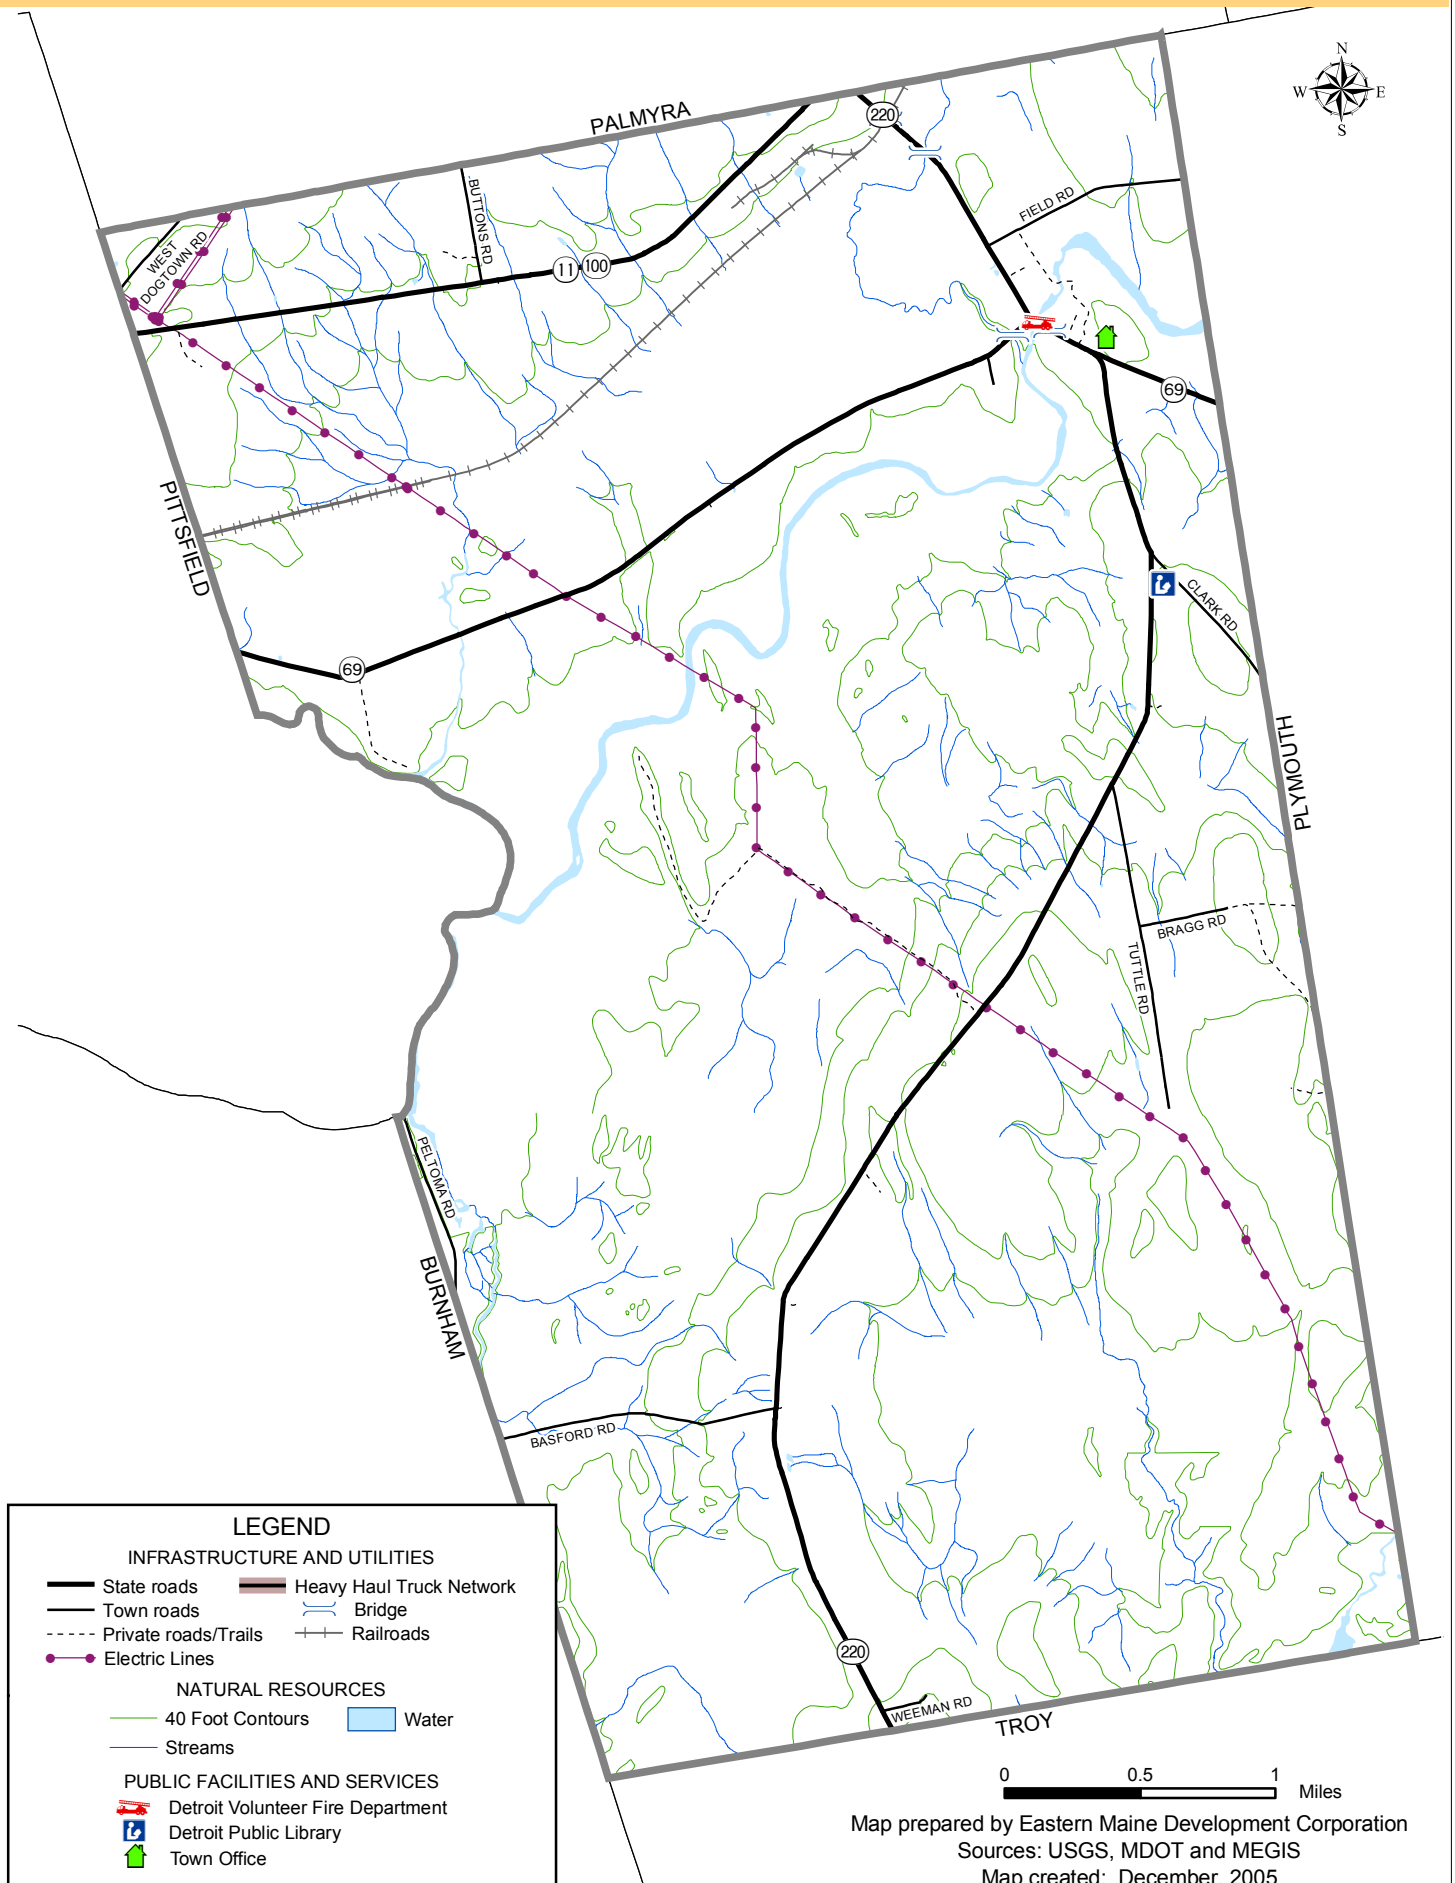 N
W E
S
PALMYRA
220
BUTTONS RD
FIELD RD
WEST
DOGTOWN RD
11 100
69
PITTSFIELD
CLARK RD
69
PLYMOUTH
BRAGG RD
TUTTLE RD
PELTOMA RD
BURNHAM
BASFORD RD
220
WEEMAN RD
TROY
LEGEND
INFRASTRUCTURE AND UTILITIES
State roads Heavy Haul Truck Network
Town roads Bridge
Private roads/Trails Railroads
Electric Lines
NATURAL RESOURCES
40 Foot Contours Water
Streams
PUBLIC FACILITIES AND SERVICES
Detroit Volunteer Fire Department
Detroit Public Library
Town Office
0 0.5 1
Miles
Map prepared by Eastern Maine Development Corporation
Sources: USGS, MDOT and MEGIS
Map created: December, 2005